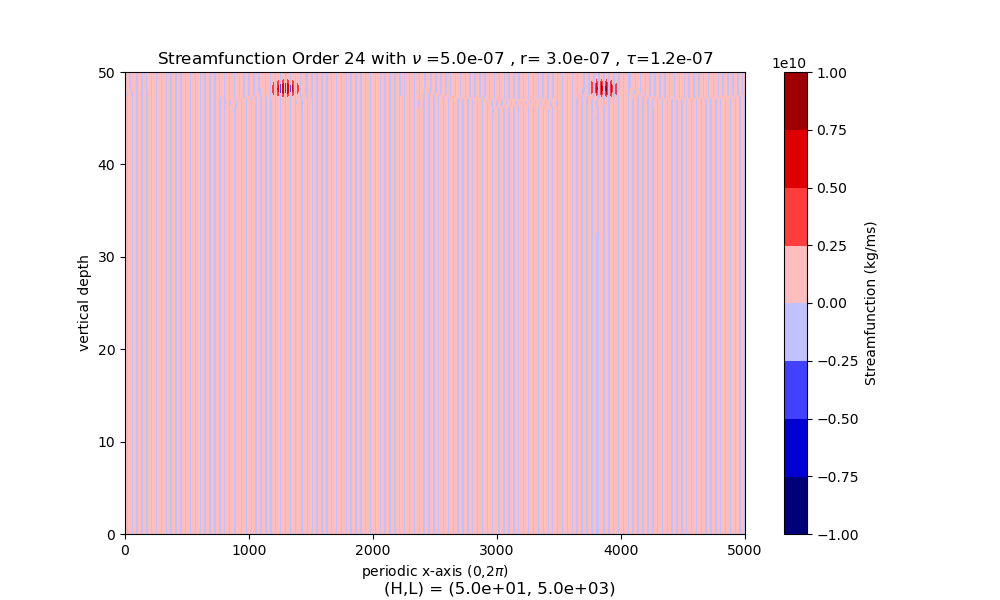 Streamfunction Order 24 with ν =5.0e-07 , r= 3.0e-07 , τ=1.2e-07
1e10
50
40
30
20
10
0
vertical depth
0 1000 2000 3000 4000 5000
periodic x-axis (0,2π)
(H,L) = (5.0e+01, 5.0e+03)
1.00
0.75
0.50
0.25
0.00
−0.25
−0.50
−0.75
−1.00
Streamfunction (kg/ms)